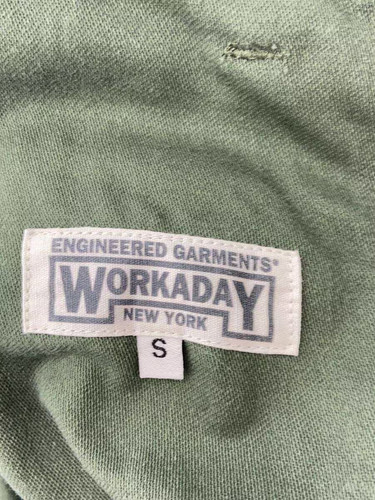 ENGINEERED GARMENTS®
WORKADAY
NEW YORK
S